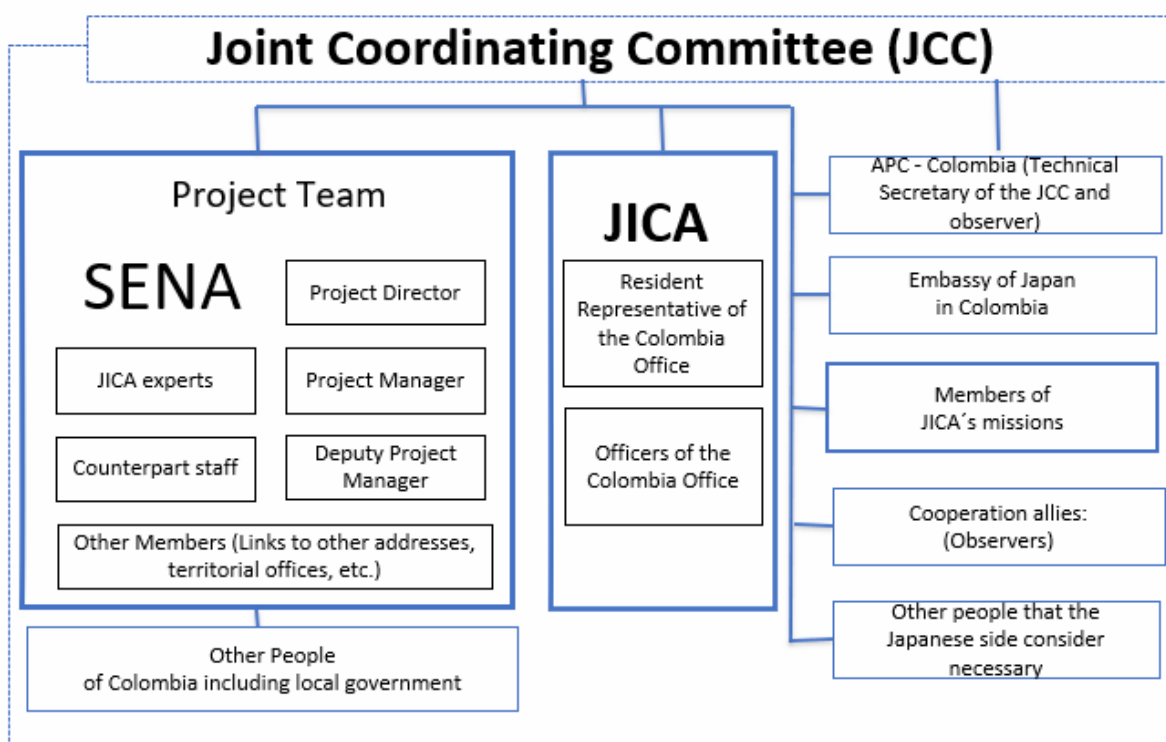 Joint Coordinating Committee (JCC)
Project Team
SENA
Project Director
JICA experts
Project Manager
Counterpart staff
Deputy Project
Manager
Other Members (Links to other addresses,
territorial offices, etc.)
Other People
of Colombia including local government
JICA
Resident
Representative of
the Colombia
Office
Officers of the
Colombia Office
APC - Colombia (Technical
Secretary of the JCC and
observer)
Embassy of Japan
in Colombia
Members of
JICA´s missions
Cooperation allies:
(Observers)
Other people that the
Japanese side consider
necessary